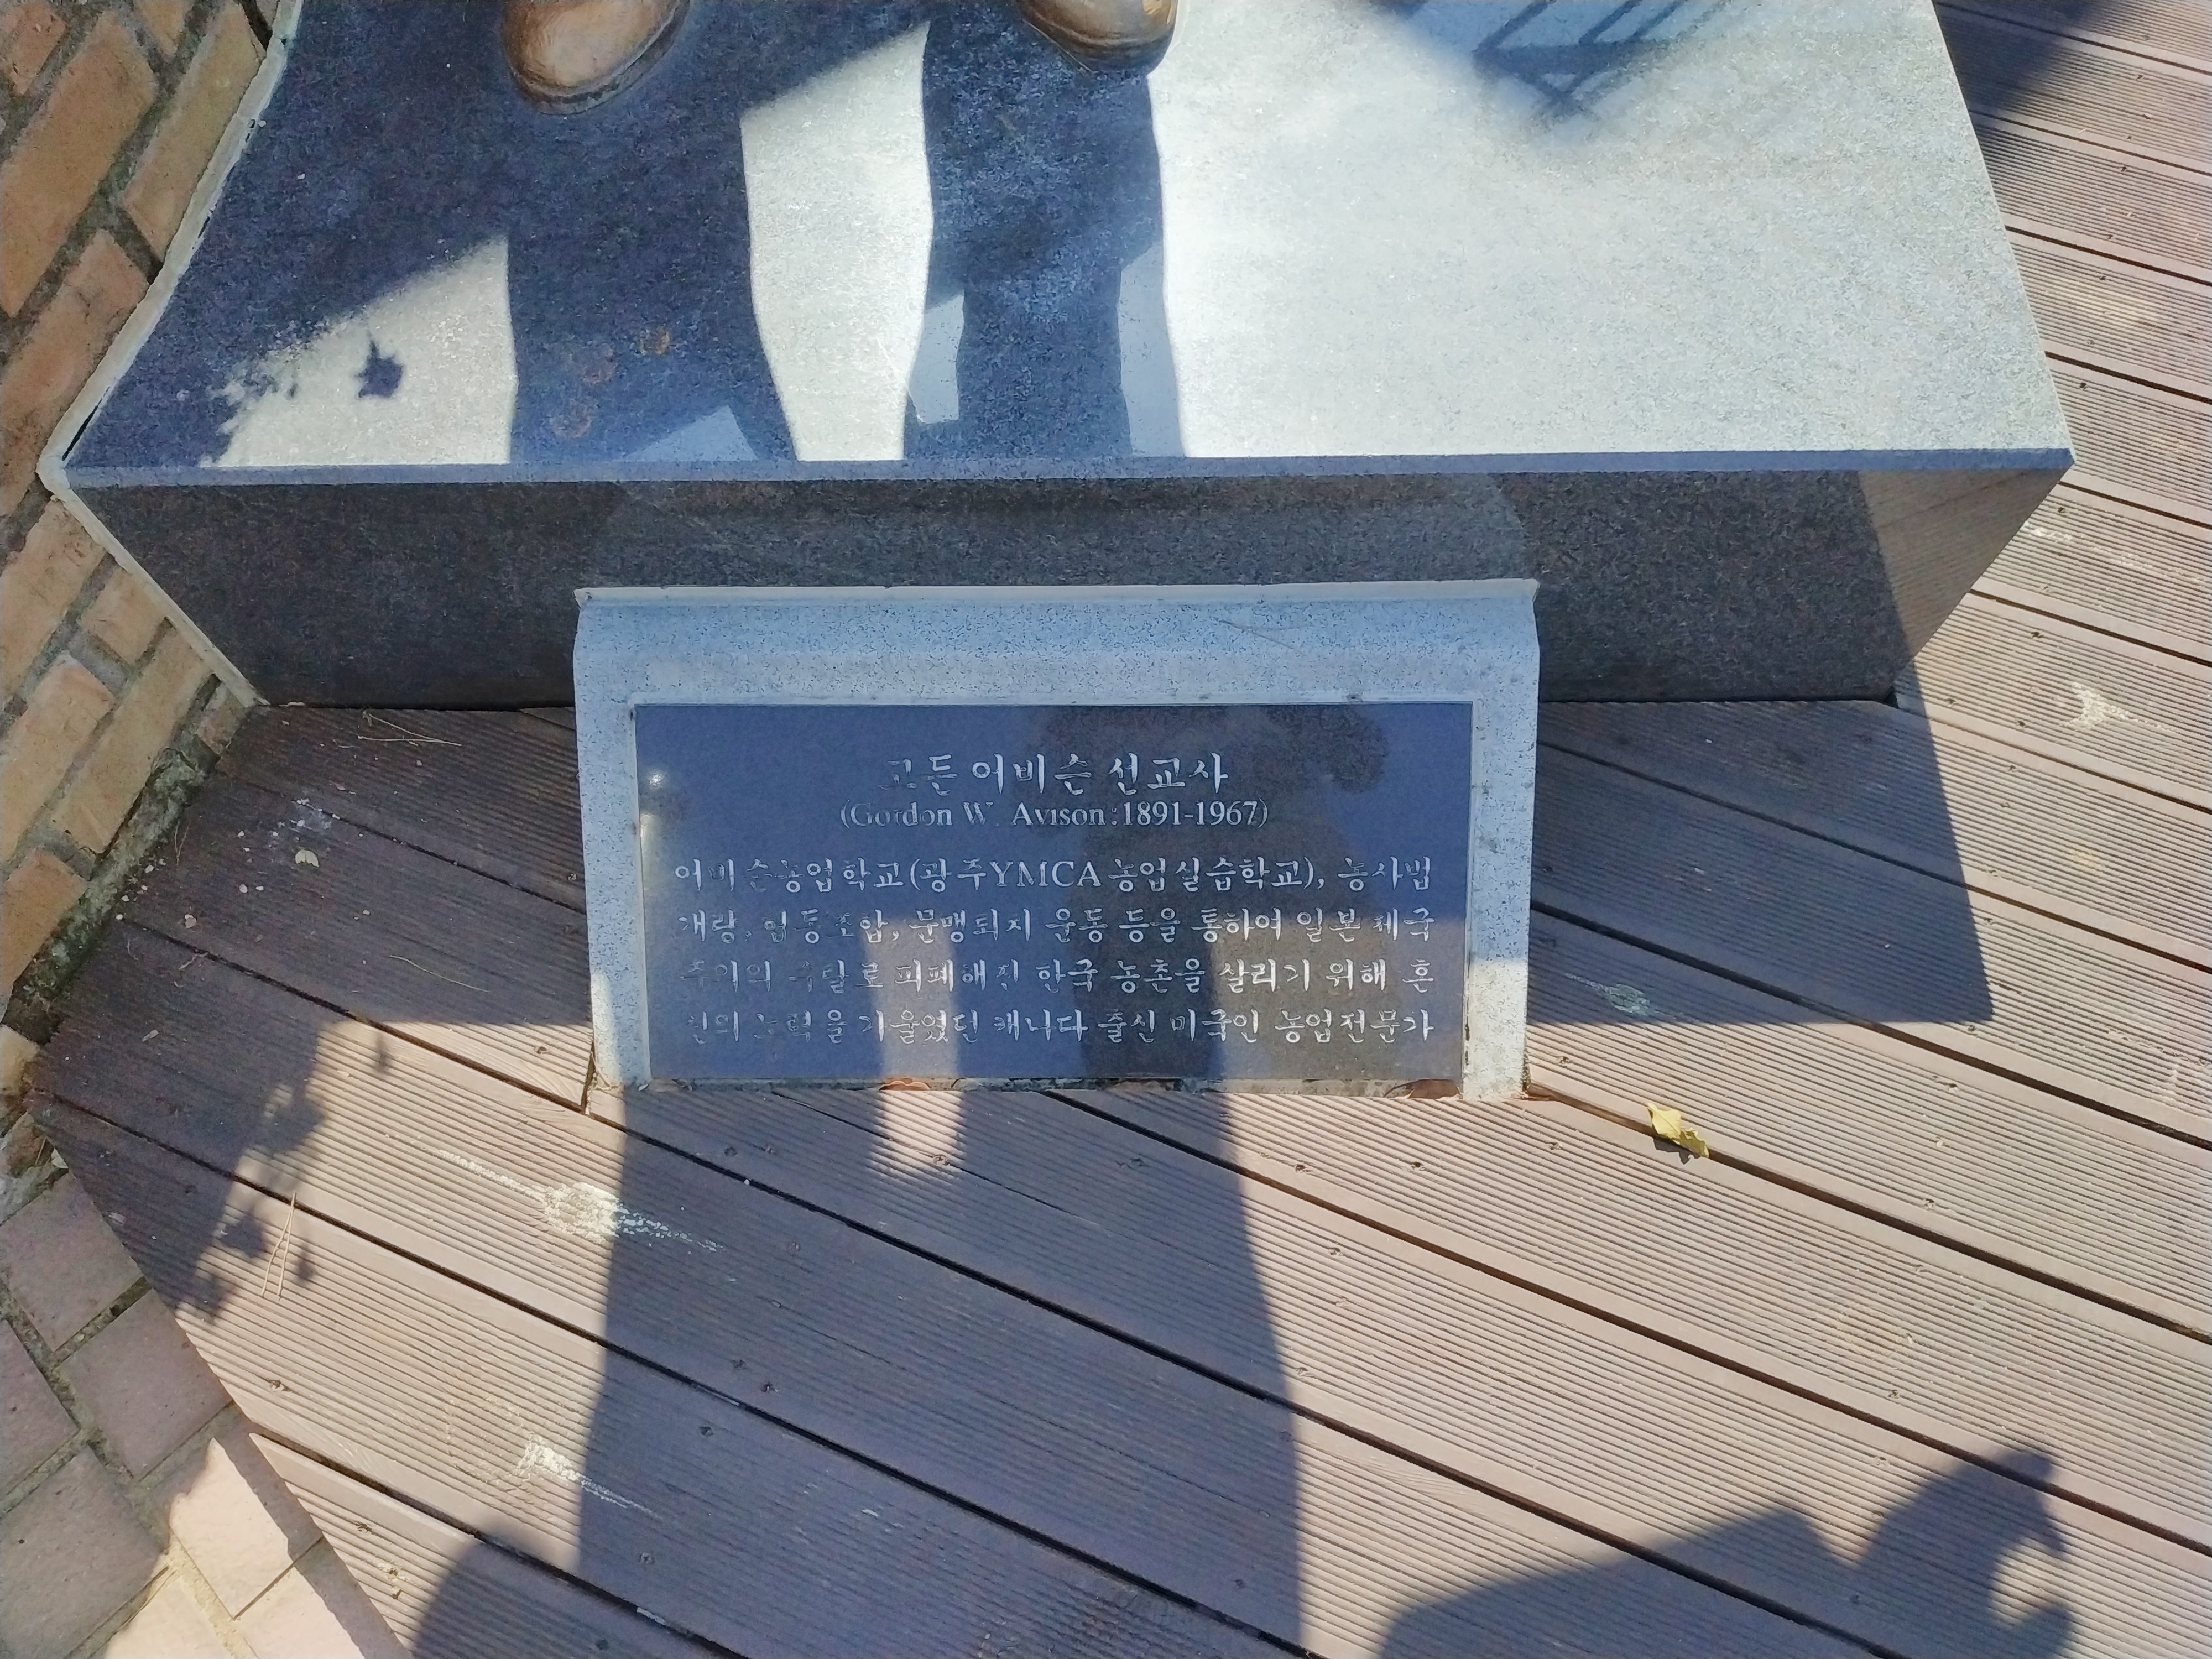 고든 어비슨 선교사
(Gordon W. Avison:1891-1967)
어비슨농업학교(광주YMCA 농업실습학교), 농사법
개량, 협동조합, 문맹퇴치 운동 등을 통하여 일본 제국
주의의 수탈로 피폐해진 한국 농촌을 살리기 위해 혼
신의 노력을 기울였던 캐나다 출신 미국인 농업전문가